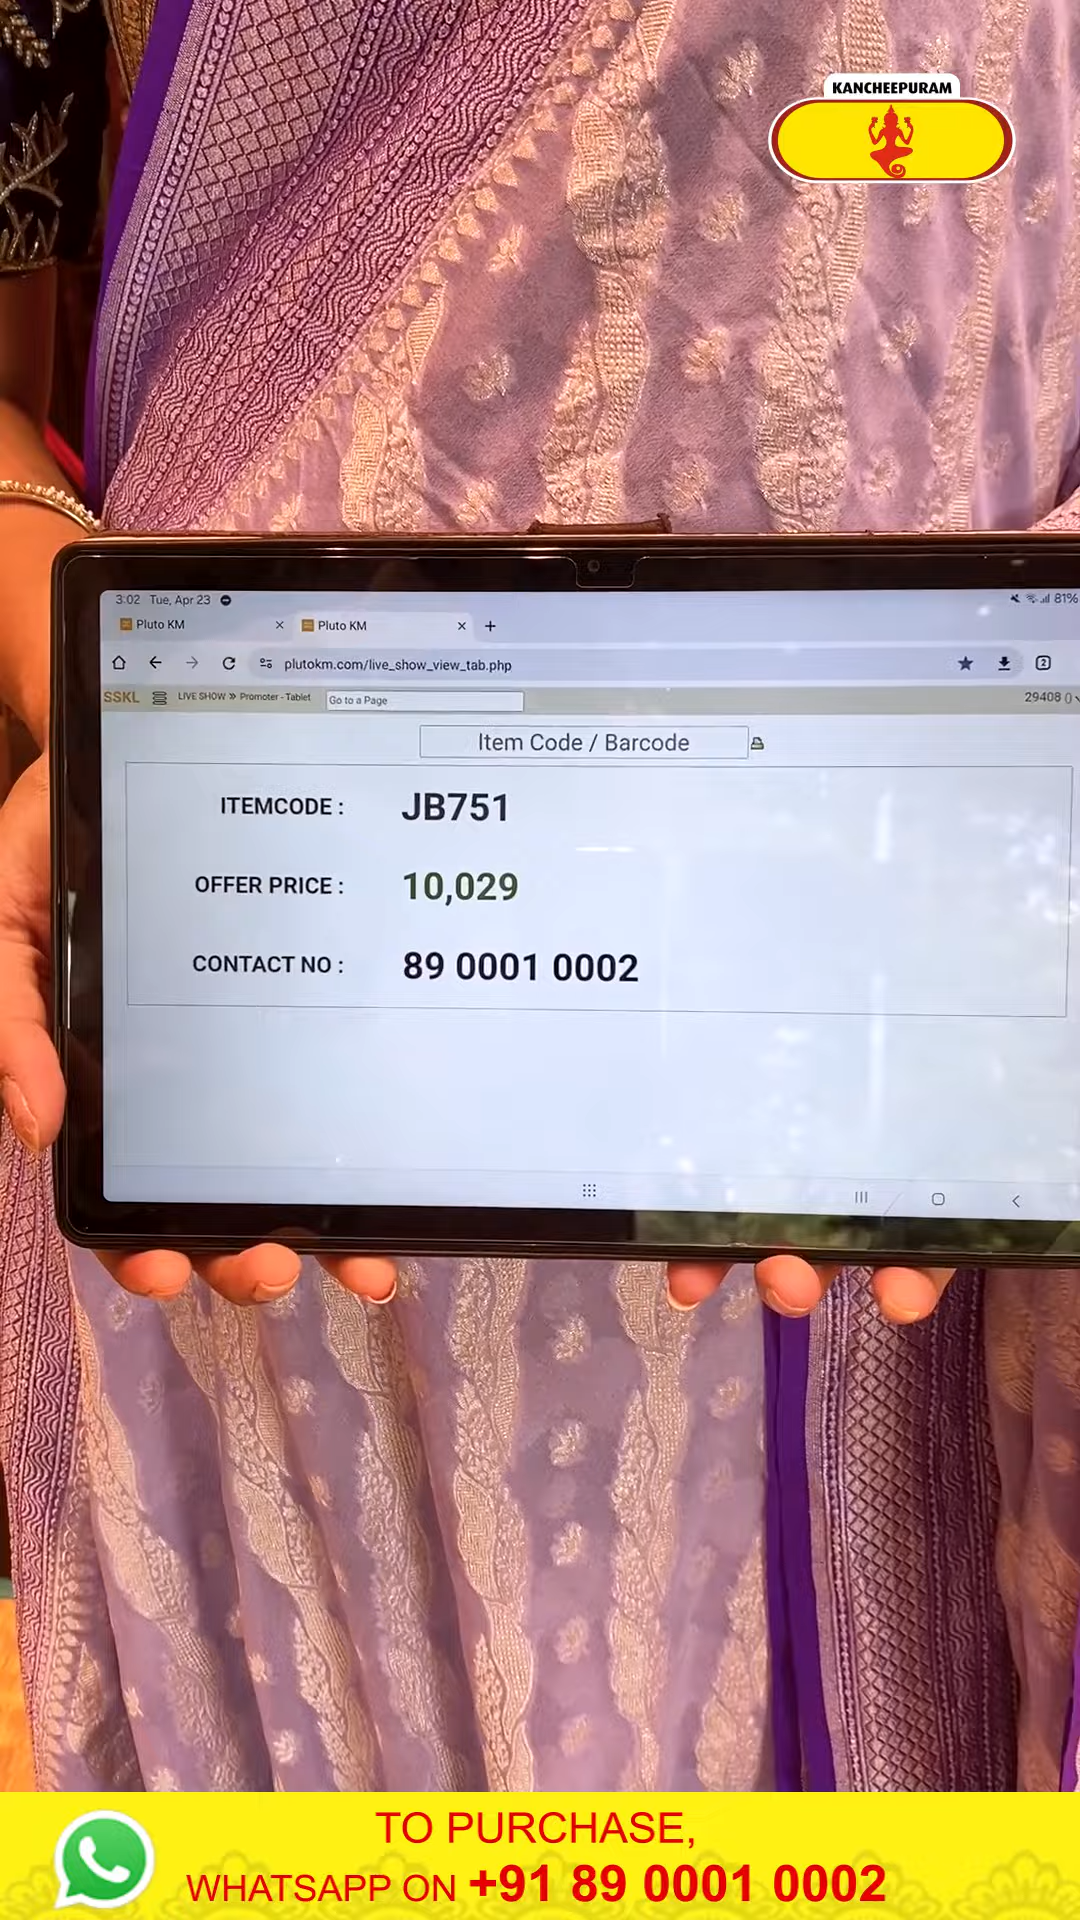 KANCHEEPURAM
3:02 Tue, Apr 23
81%
Pluto KM
Pluto KM
plutokm.com/live_show_view_tab.php
2
SSKL
LIVE SHOW » Promoter - Tablet
Go to a Page
29408 ()
Item Code / Barcode
ITEMCODE : JB751
OFFER PRICE : 10,029
CONTACT NO : 89 0001 0002
TO PURCHASE,
WHATSAPP ON +91 89 0001 0002